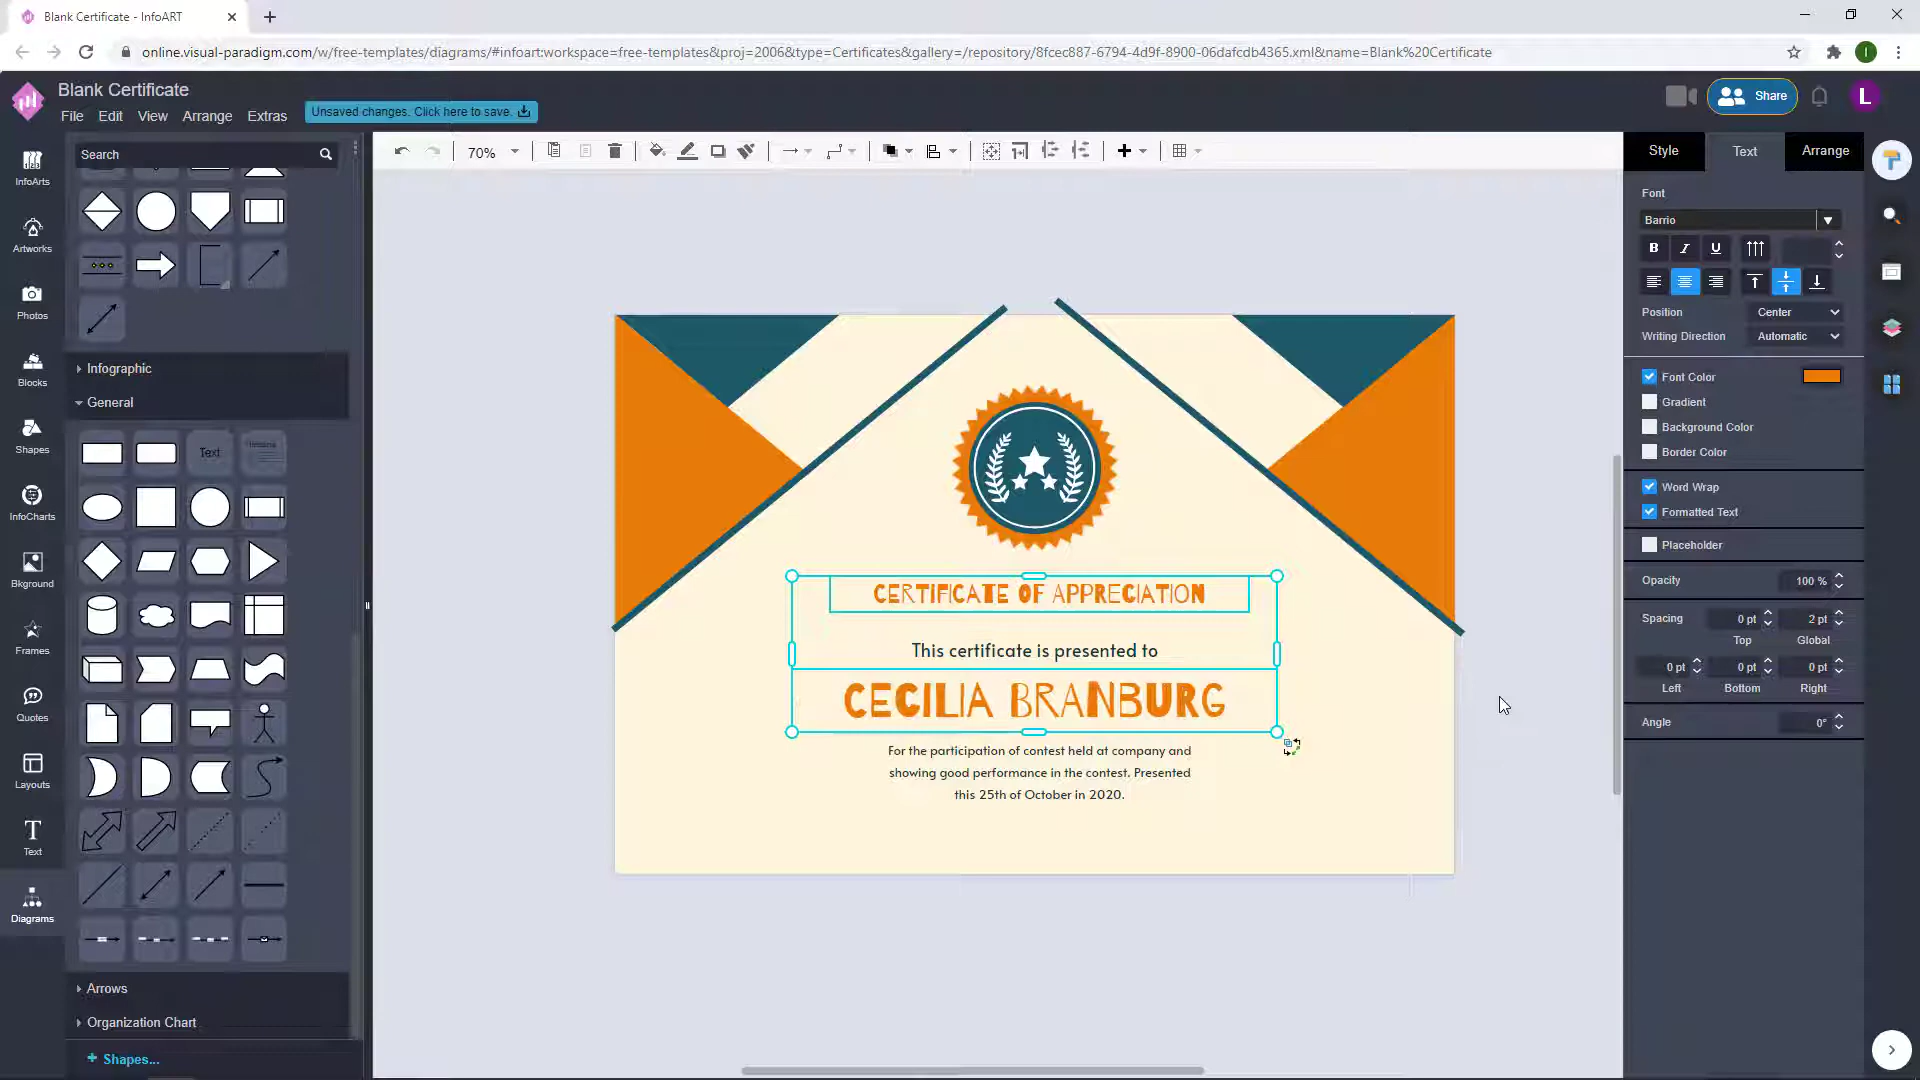 Blank Certificate - InfoART
online.visual-paradigm.com/w/free-templates/diagrams/#infoart:workspace=free-templates&proj=2006&type=Certificates&gallery=/repository/8fcec887-6794-4d9f-8900-06dafcdb4365.xml&name=Blank%20Certificate
I
Blank Certificate
File Edit View Arrange Extras
Unsaved changes. Click here to save.
Share
L
Search
70%
Style Text Arrange
InfoArts
Artworks
Photos
Blocks
Shapes
InfoCharts
Bkground
Frames
Quotes
Layouts
T
Text
Diagrams
Infographic
General
Text
Heading
Arrows
Organization Chart
+ Shapes...
CERTIFICATE OF APPRECIATION
This certificate is presented to
CECILIA BRANBURG
For the participation of contest held at company and
showing good performance in the contest. Presented
this 25th of October in 2020.
Font
Barrio
B I U
Position Center
Writing Direction Automatic
Font Color
Gradient
Background Color
Border Color
Word Wrap
Formatted Text
Placeholder
Opacity 100 %
Spacing 0 pt 2 pt
Top Global
0 pt 0 pt 0 pt
Left Bottom Right
Angle 0°